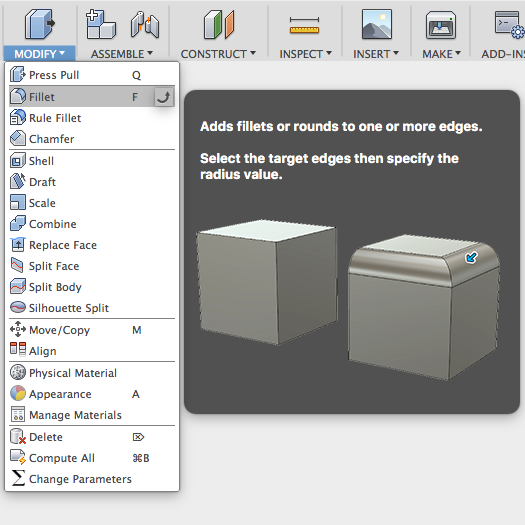 MODIFY ASSEMBLE CONSTRUCT INSPECT INSERT MAKE ADD-INS
Press Pull Q
Fillet F
Rule Fillet
Chamfer
Shell
Draft
Scale
Combine
Replace Face
Split Face
Split Body
Silhouette Split
Move/Copy M
Align
Physical Material
Appearance A
Manage Materials
Delete ⌦
Compute All ⌘B
Change Parameters
Adds fillets or rounds to one or more edges.
Select the target edges then specify the
radius value.